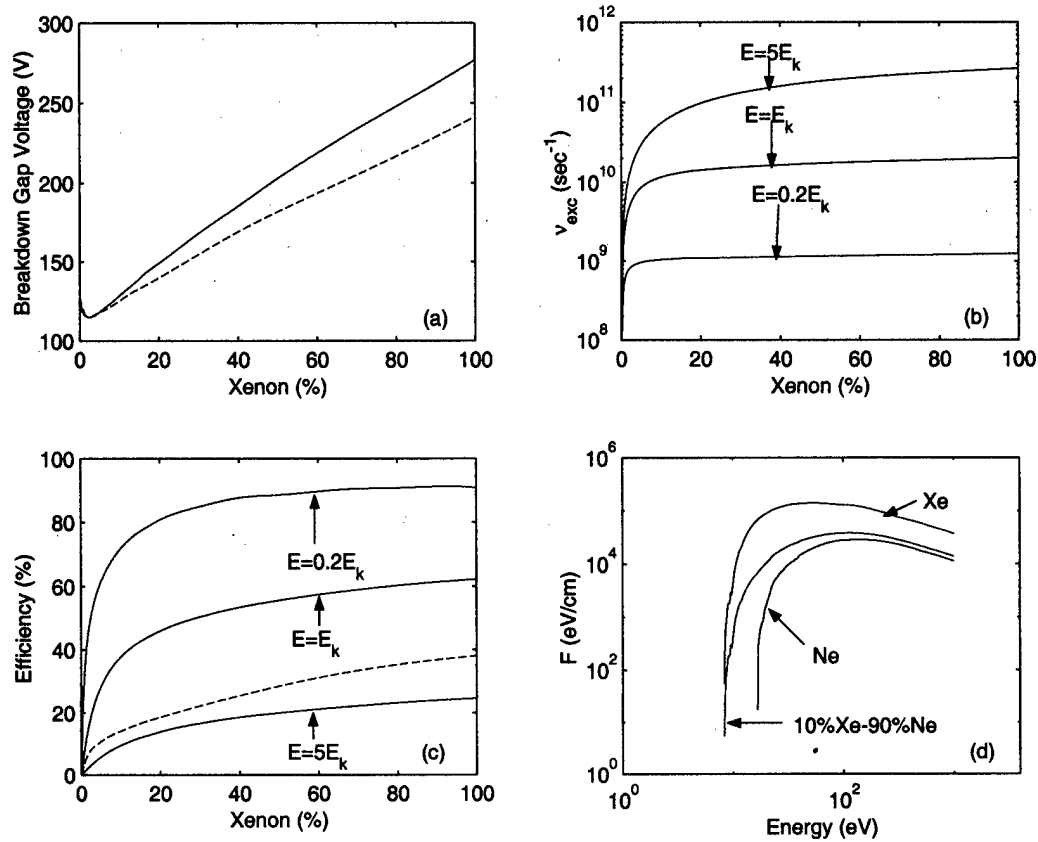 300
250
200
150
100
Breakdown Gap Voltage (V)
(a)
0 20 40 60 80 100
Xenon (%)
10^12
10^11
10^10
10^9
10^8
ν_exc (sec^-1)
E=5E_k
E=E_k
E=0.2E_k
(b)
0 20 40 60 80 100
Xenon (%)
100
80
60
40
20
0
Efficiency (%)
E=0.2E_k
E=E_k
E=5E_k
(c)
0 20 40 60 80 100
Xenon (%)
10^6
10^4
10^2
10^0
F (eV/cm)
Xe
Ne
10%Xe-90%Ne
(d)
10^0 10^2
Energy (eV)